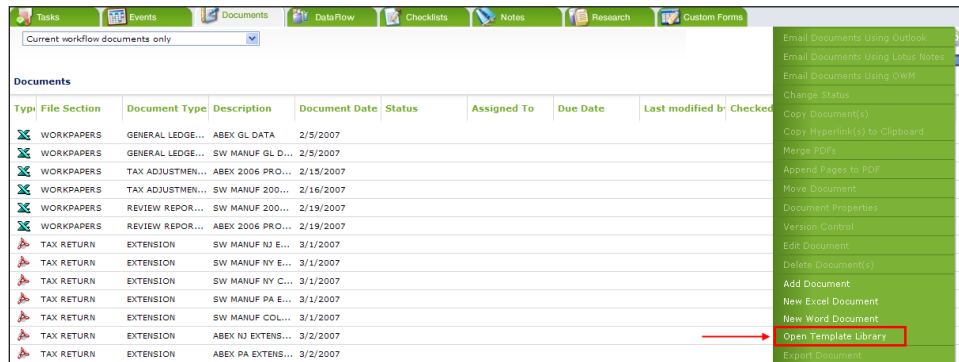 Tasks Events Documents DataFlow Checklists Notes Research Custom Forms
Current workflow documents only
Documents
Type File Section Document Type Description Document Date Status Assigned To Due Date Last modified by Checked
WORKPAPERS GENERAL LEDGE... ABEX GL DATA 2/5/2007
WORKPAPERS GENERAL LEDGE... SW MANUF GL D... 2/5/2007
WORKPAPERS TAX ADJUSTMEN... ABEX 2006 PRO... 2/15/2007
WORKPAPERS TAX ADJUSTMEN... SW MANUF 200... 2/16/2007
WORKPAPERS REVIEW REPOR... SW MANUF 200... 2/19/2007
WORKPAPERS REVIEW REPOR... ABEX 2006 PRO... 2/19/2007
TAX RETURN EXTENSION SW MANUF NJ E... 3/1/2007
TAX RETURN EXTENSION SW MANUF NY E... 3/1/2007
TAX RETURN EXTENSION SW MANUF NY C... 3/1/2007
TAX RETURN EXTENSION SW MANUF PA E... 3/1/2007
TAX RETURN EXTENSION SW MANUF COL... 3/1/2007
TAX RETURN EXTENSION ABEX NJ EXTENS... 3/2/2007
TAX RETURN EXTENSION ABEX PA EXTENS... 3/2/2007
Email Documents Using Outlook
Email Documents Using Lotus Notes
Email Documents Using OWM
Change Status
Copy Document(s)
Copy Hyperlink(s) to Clipboard
Merge PDFs
Append Pages to PDF
Move Document
Document Properties
Version Control
Edit Document
Delete Document(s)
Add Document
New Excel Document
New Word Document
Open Template Library
Export Document